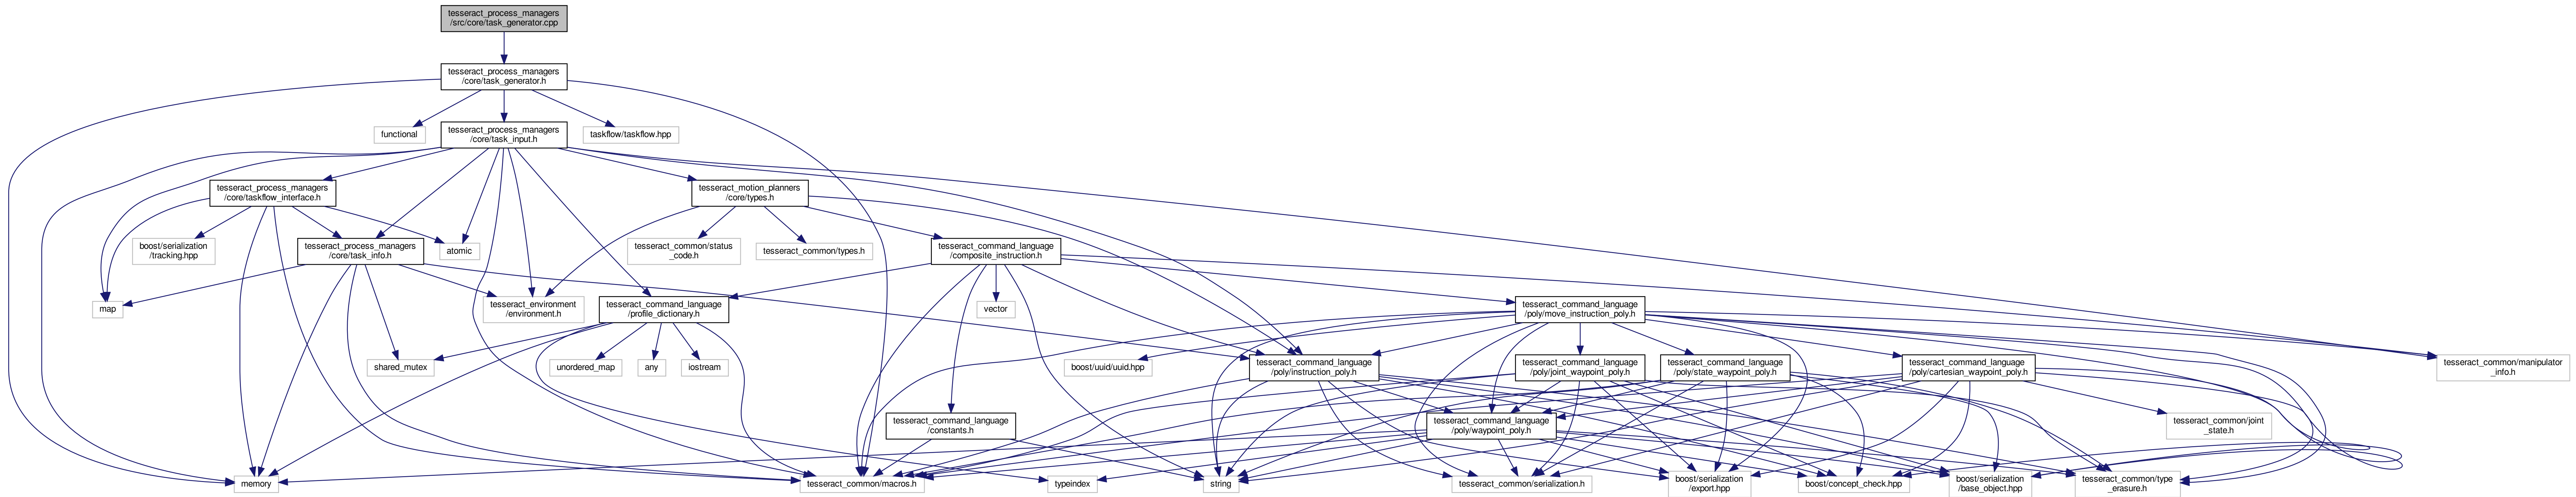 tesseract_process_managers
/src/core/task_generator.cpp
tesseract_process_managers
/core/task_generator.h
functional
tesseract_process_managers
/core/task_input.h
taskflow/taskflow.hpp
tesseract_process_managers
/core/taskflow_interface.h
tesseract_motion_planners
/core/types.h
boost/serialization
/tracking.hpp
tesseract_process_managers
/core/task_info.h
atomic
tesseract_common/status
_code.h
tesseract_common/types.h
tesseract_command_language
/composite_instruction.h
map
tesseract_environment
/environment.h
tesseract_command_language
/profile_dictionary.h
vector
tesseract_command_language
/poly/move_instruction_poly.h
shared_mutex
unordered_map
any
iostream
boost/uuid/uuid.hpp
tesseract_command_language
/poly/instruction_poly.h
tesseract_command_language
/poly/joint_waypoint_poly.h
tesseract_command_language
/poly/state_waypoint_poly.h
tesseract_command_language
/poly/cartesian_waypoint_poly.h
tesseract_common/manipulator
_info.h
tesseract_command_language
/constants.h
tesseract_command_language
/poly/waypoint_poly.h
tesseract_common/joint
_state.h
memory
tesseract_common/macros.h
typeindex
string
tesseract_common/serialization.h
boost/serialization
/export.hpp
boost/concept_check.hpp
boost/serialization
/base_object.hpp
tesseract_common/type
_erasure.h